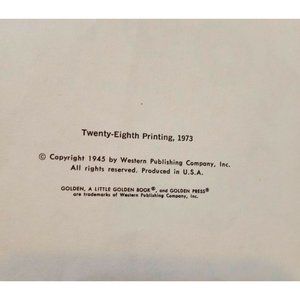 Twenty-Eighth Printing, 1973
© Copyright 1945 by Western Publishing Company, Inc.
All rights reserved. Produced in U.S.A.
GOLDEN, A LITTLE GOLDEN BOOK®, and GOLDEN PRESS®
are trademarks of Western Publishing Company, Inc.